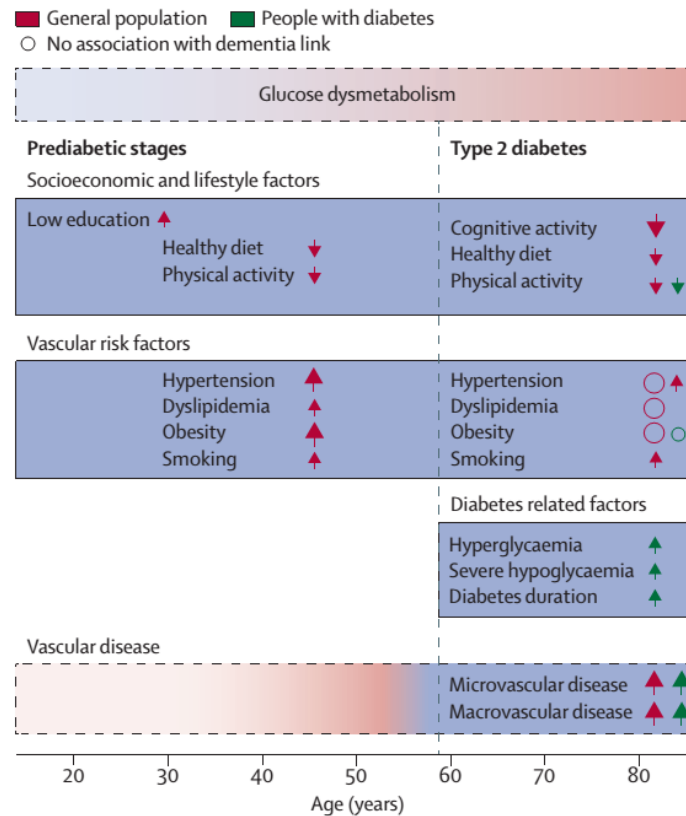 General population People with diabetes
No association with dementia link
Glucose dysmetabolism
Prediabetic stages Type 2 diabetes
Socioeconomic and lifestyle factors
Low education
Healthy diet
Physical activity
Cognitive activity
Healthy diet
Physical activity
Vascular risk factors
Hypertension
Dyslipidemia
Obesity
Smoking
Hypertension
Dyslipidemia
Obesity
Smoking
Diabetes related factors
Hyperglycaemia
Severe hypoglycaemia
Diabetes duration
Vascular disease
Microvascular disease
Macrovascular disease
20 30 40 50 60 70 80
Age (years)